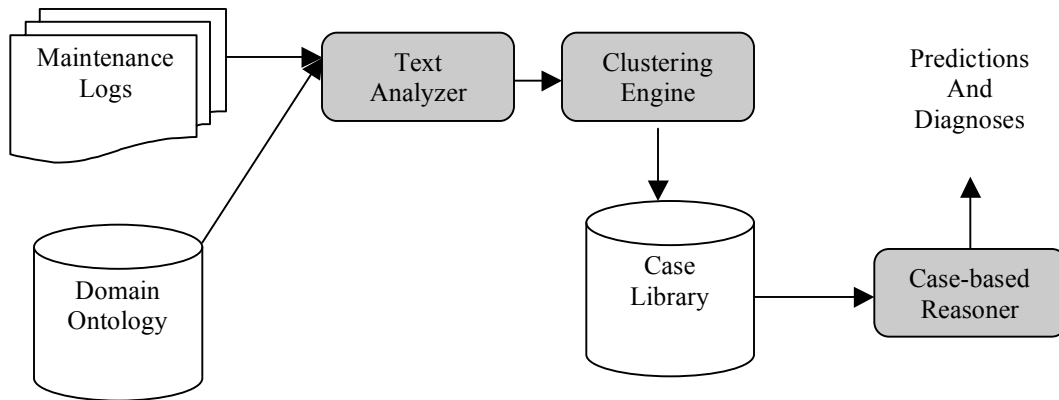 Maintenance
Logs
Text
Analyzer
Clustering
Engine
Predictions
And
Diagnoses
Domain
Ontology
Case
Library
Case-based
Reasoner